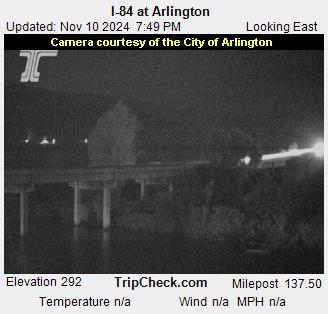 I-84 at Arlington
Updated: Nov 10 2024 7:49 PM Looking East
Camera courtesy of the City of Arlington
Elevation 292 TripCheck.com Milepost 137.50
Temperature n/a Wind n/a MPH n/a